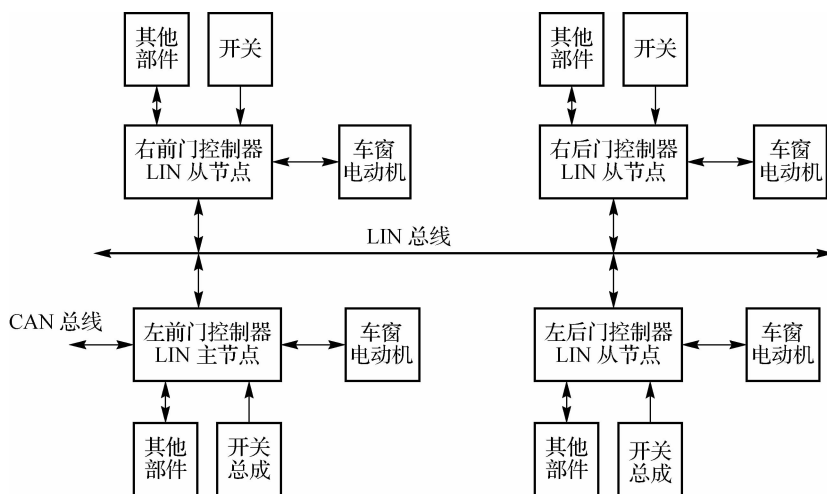 其他
部件
开关
其他
部件
开关
右前门控制器
LIN 从节点
车窗
电动机
右后门控制器
LIN 从节点
车窗
电动机
LIN 总线
CAN 总线
左前门控制器
LIN 主节点
车窗
电动机
左后门控制器
LIN 从节点
车窗
电动机
其他
部件
开关
总成
其他
部件
开关
总成